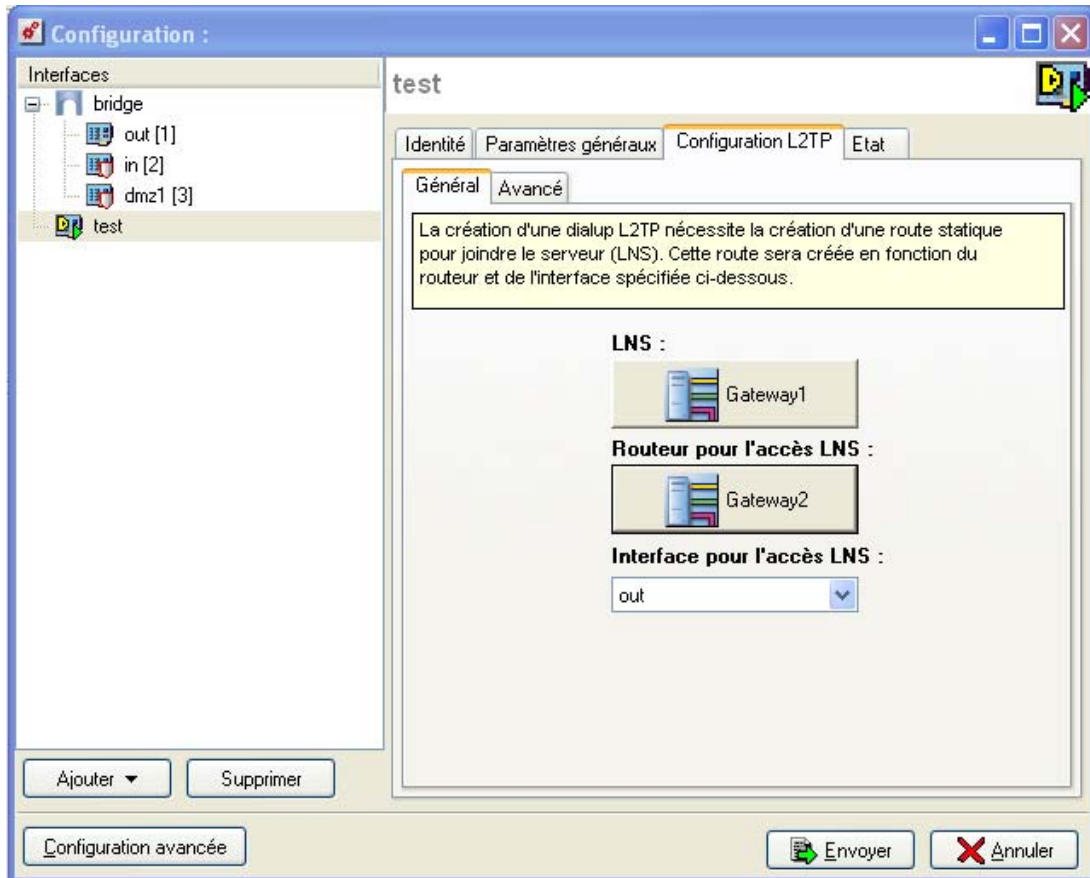 Configuration :
Interfaces
bridge
out [1]
in [2]
dmz1 [3]
test
Ajouter
Supprimer
test
Identité
Paramètres généraux
Configuration L2TP
Etat
Général
Avancé
La création d'une dialup L2TP nécessite la création d'une route statique
pour joindre le serveur (LNS). Cette route sera créée en fonction du
routeur et de l'interface spécifiée ci-dessous.
LNS :
Gateway1
Routeur pour l'accès LNS :
Gateway2
Interface pour l'accès LNS :
out
Configuration avancée
Envoyer
Annuler